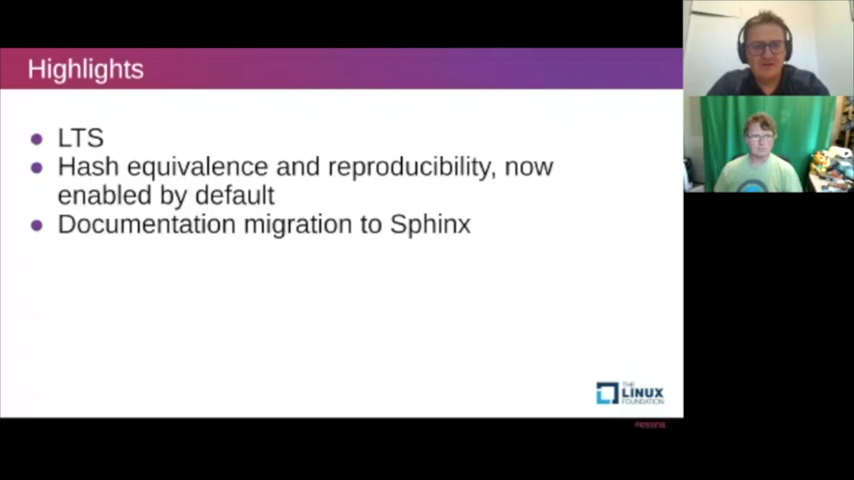 Highlights
LTS
Hash equivalence and reproducibility, now
enabled by default
Documentation migration to Sphinx
THE
LINUX
FOUNDATION